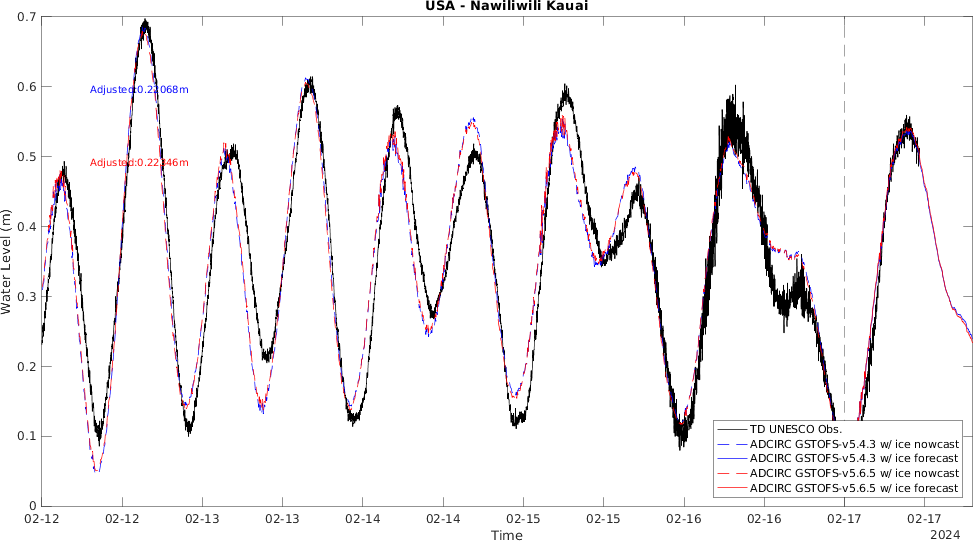 USA - Nawiliwili Kauai
0.7
0.6
0.5
0.4
0.3
0.2
0.1
0
Water Level (m)
Adjusted:0.22068m
Adjusted:0.22346m
TD UNESCO Obs.
ADCIRC GSTOFS-v5.4.3 w/ ice nowcast
ADCIRC GSTOFS-v5.4.3 w/ ice forecast
ADCIRC GSTOFS-v5.6.5 w/ ice nowcast
ADCIRC GSTOFS-v5.6.5 w/ ice forecast
02-12 02-12 02-13 02-13 02-14 02-14 02-15 02-15 02-16 02-16 02-17 02-17
Time
2024